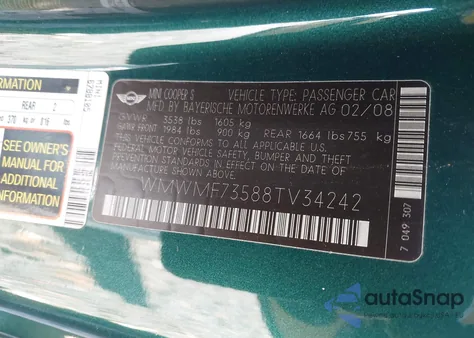 FORMATION
REAR 2
SEE OWNER'S
MANUAL FOR
ADDITIONAL
INFORMATION
MINI COOPER S VEHICLE TYPE: PASSENGER CAR
MFD BY BAYERISCHE MOTORENWERKE AG 02/08
GVWR 3538 lbs 1605 kg
GAWR FRONT 1984 lbs 900 kg REAR 1664 lbs 755 kg
THIS VEHICLE CONFORMS TO ALL APPLICABLE U.S. FEDERAL
MOTOR VEHICLE SAFETY, BUMPER AND THEFT
PREVENTION STANDARDS IN EFFECT ON THE
DATE OF MANUFACTURE SHOWN ABOVE.
WMWMF73588TV34242
7 049 307
autoSnap